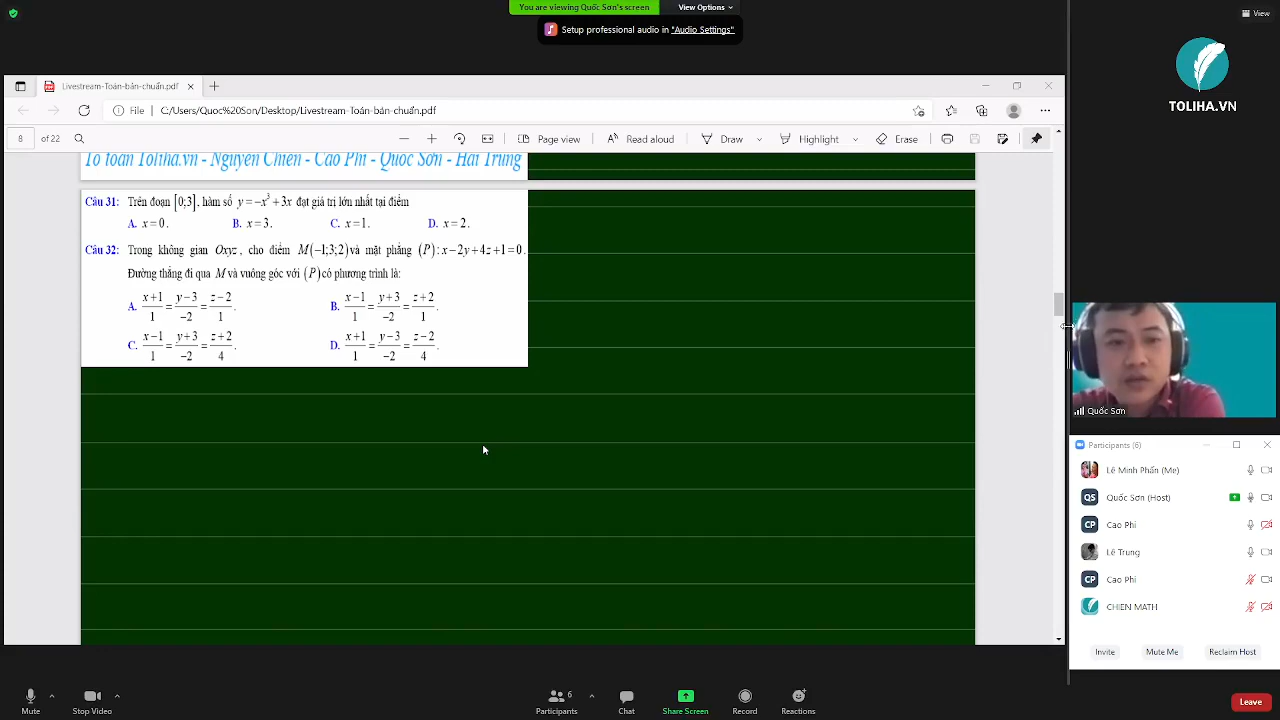 You are viewing Quốc Sơn's screen
View Options
View
Setup professional audio in "Audio Settings"
TOLIHA.VN
Livestream-Toán-bản-chuẩn.pdf
File
C:/Users/Quoc%20Son/Desktop/Livestream-Toán-bản-chuẩn.pdf
8 of 22
Page view
Read aloud
Draw
Highlight
Erase
Tổ toán Toliha.vn - Nguyễn Chiến - Cao Phi - Quốc Sơn - Hải Trung
Câu 31: Trên đoạn [0;3], hàm số y = −x³ + 3x đạt giá trị lớn nhất tại điểm
A. x = 0. B. x = 3. C. x = 1. D. x = 2.
Câu 32: Trong không gian Oxyz, cho điểm M(−1;3;2) và mặt phẳng (P): x − 2y + 4z + 1 = 0.
Đường thẳng đi qua M và vuông góc với (P) có phương trình là:
A. (x+1)/1 = (y−3)/−2 = (z−2)/1. B. (x−1)/1 = (y+3)/−2 = (z+2)/1.
C. (x−1)/1 = (y+3)/−2 = (z+2)/4. D. (x+1)/1 = (y−3)/−2 = (z−2)/4.
Quốc Sơn
Participants (6)
Lê Minh Phấn (Me)
QS Quốc Sơn (Host)
CP Cao Phi
Lê Trung
CP Cao Phi
CHIEN MATH
Invite
Mute Me
Reclaim Host
Mute
Stop Video
Participants 6
Chat
Share Screen
Record
Reactions
Leave